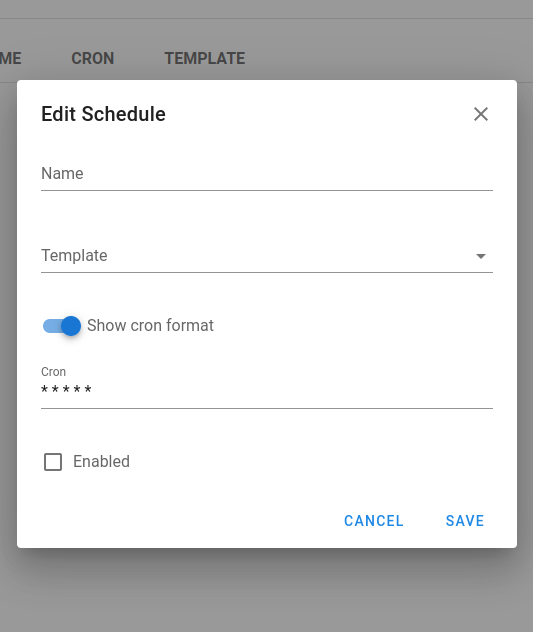 ME CRON TEMPLATE
Edit Schedule
Name
Template
Show cron format
Cron
* * * * *
Enabled
CANCEL SAVE